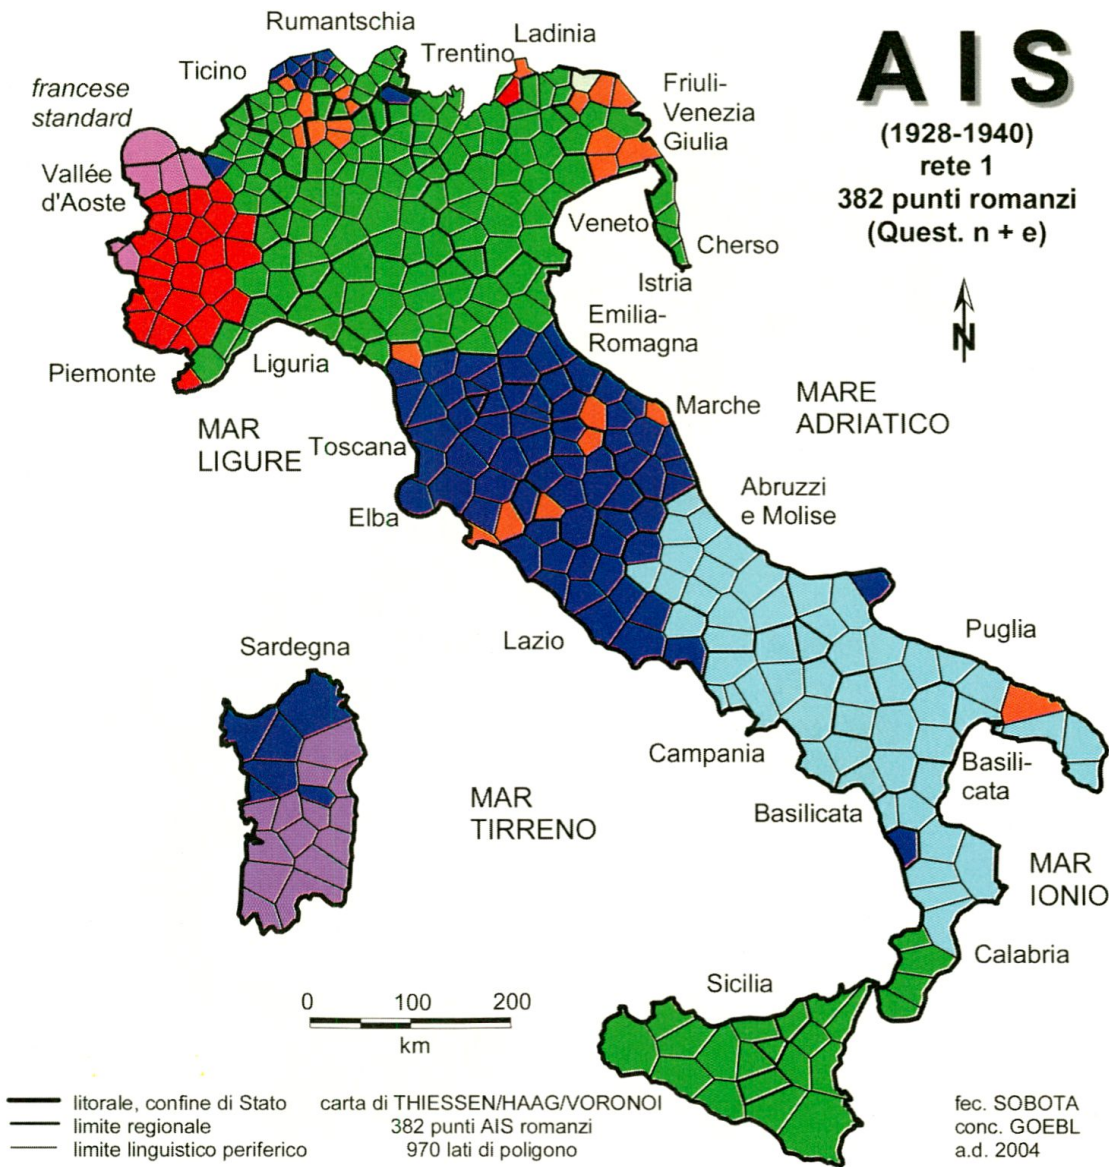 AIS
(1928-1940)
rete 1
382 punti romanzi
(Quest. n + e)
Rumantschia
Ladinia
Trentino
Ticino
francese
standard
Friuli-
Venezia
Giulia
Vallée
d'Aoste
Veneto
Cherso
Istria
N
Emilia-
Romagna
Piemonte
Liguria
MARE
ADRIATICO
Marche
MAR
LIGURE
Toscana
Abruzzi
e Molise
Elba
Lazio
Puglia
Sardegna
Campania
Basili-
cata
MAR
TIRRENO
Basilicata
MAR
IONIO
Calabria
Sicilia
0 100 200
km
litorale, confine di Stato
limite regionale
limite linguistico periferico
carta di THIESSEN/HAAG/VORONOI
382 punti AIS romanzi
970 lati di poligono
fec. SOBOTA
conc. GOEBL
a.d. 2004